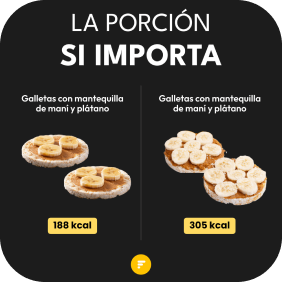 LA PORCIÓN
SI IMPORTA
Galletas con mantequilla
de maní y plátano
188 kcal
Galletas con mantequilla
de maní y plátano
305 kcal